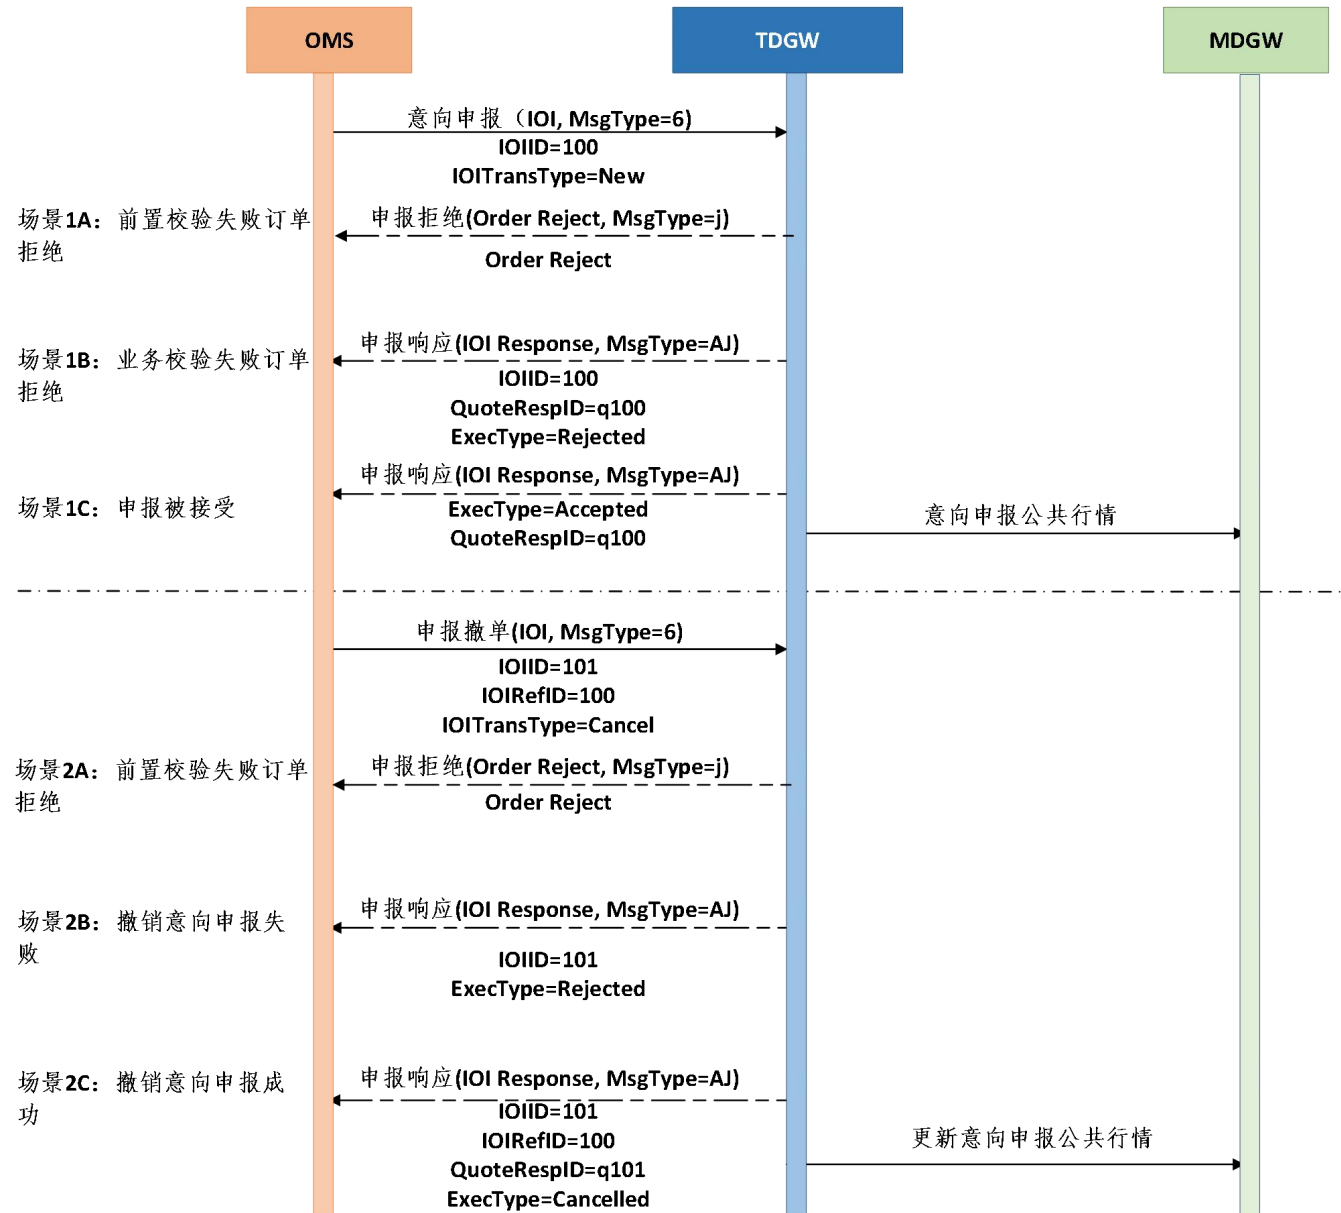 OMS
TDGW
MDGW
意向申报（IOI, MsgType=6)
IOIID=100
IOITransType=New
场景1A：前置校验失败订单
拒绝
申报拒绝(Order Reject, MsgType=j)
Order Reject
场景1B：业务校验失败订单
拒绝
申报响应(IOI Response, MsgType=AJ)
IOIID=100
QuoteRespID=q100
ExecType=Rejected
场景1C：申报被接受
申报响应(IOI Response, MsgType=AJ)
ExecType=Accepted
QuoteRespID=q100
意向申报公共行情
申报撤单(IOI, MsgType=6)
IOIID=101
IOIRefID=100
IOITransType=Cancel
场景2A：前置校验失败订单
拒绝
申报拒绝(Order Reject, MsgType=j)
Order Reject
场景2B：撤销意向申报失
败
申报响应(IOI Response, MsgType=AJ)
IOIID=101
ExecType=Rejected
场景2C：撤销意向申报成
功
申报响应(IOI Response, MsgType=AJ)
IOIID=101
IOIRefID=100
QuoteRespID=q101
ExecType=Cancelled
更新意向申报公共行情